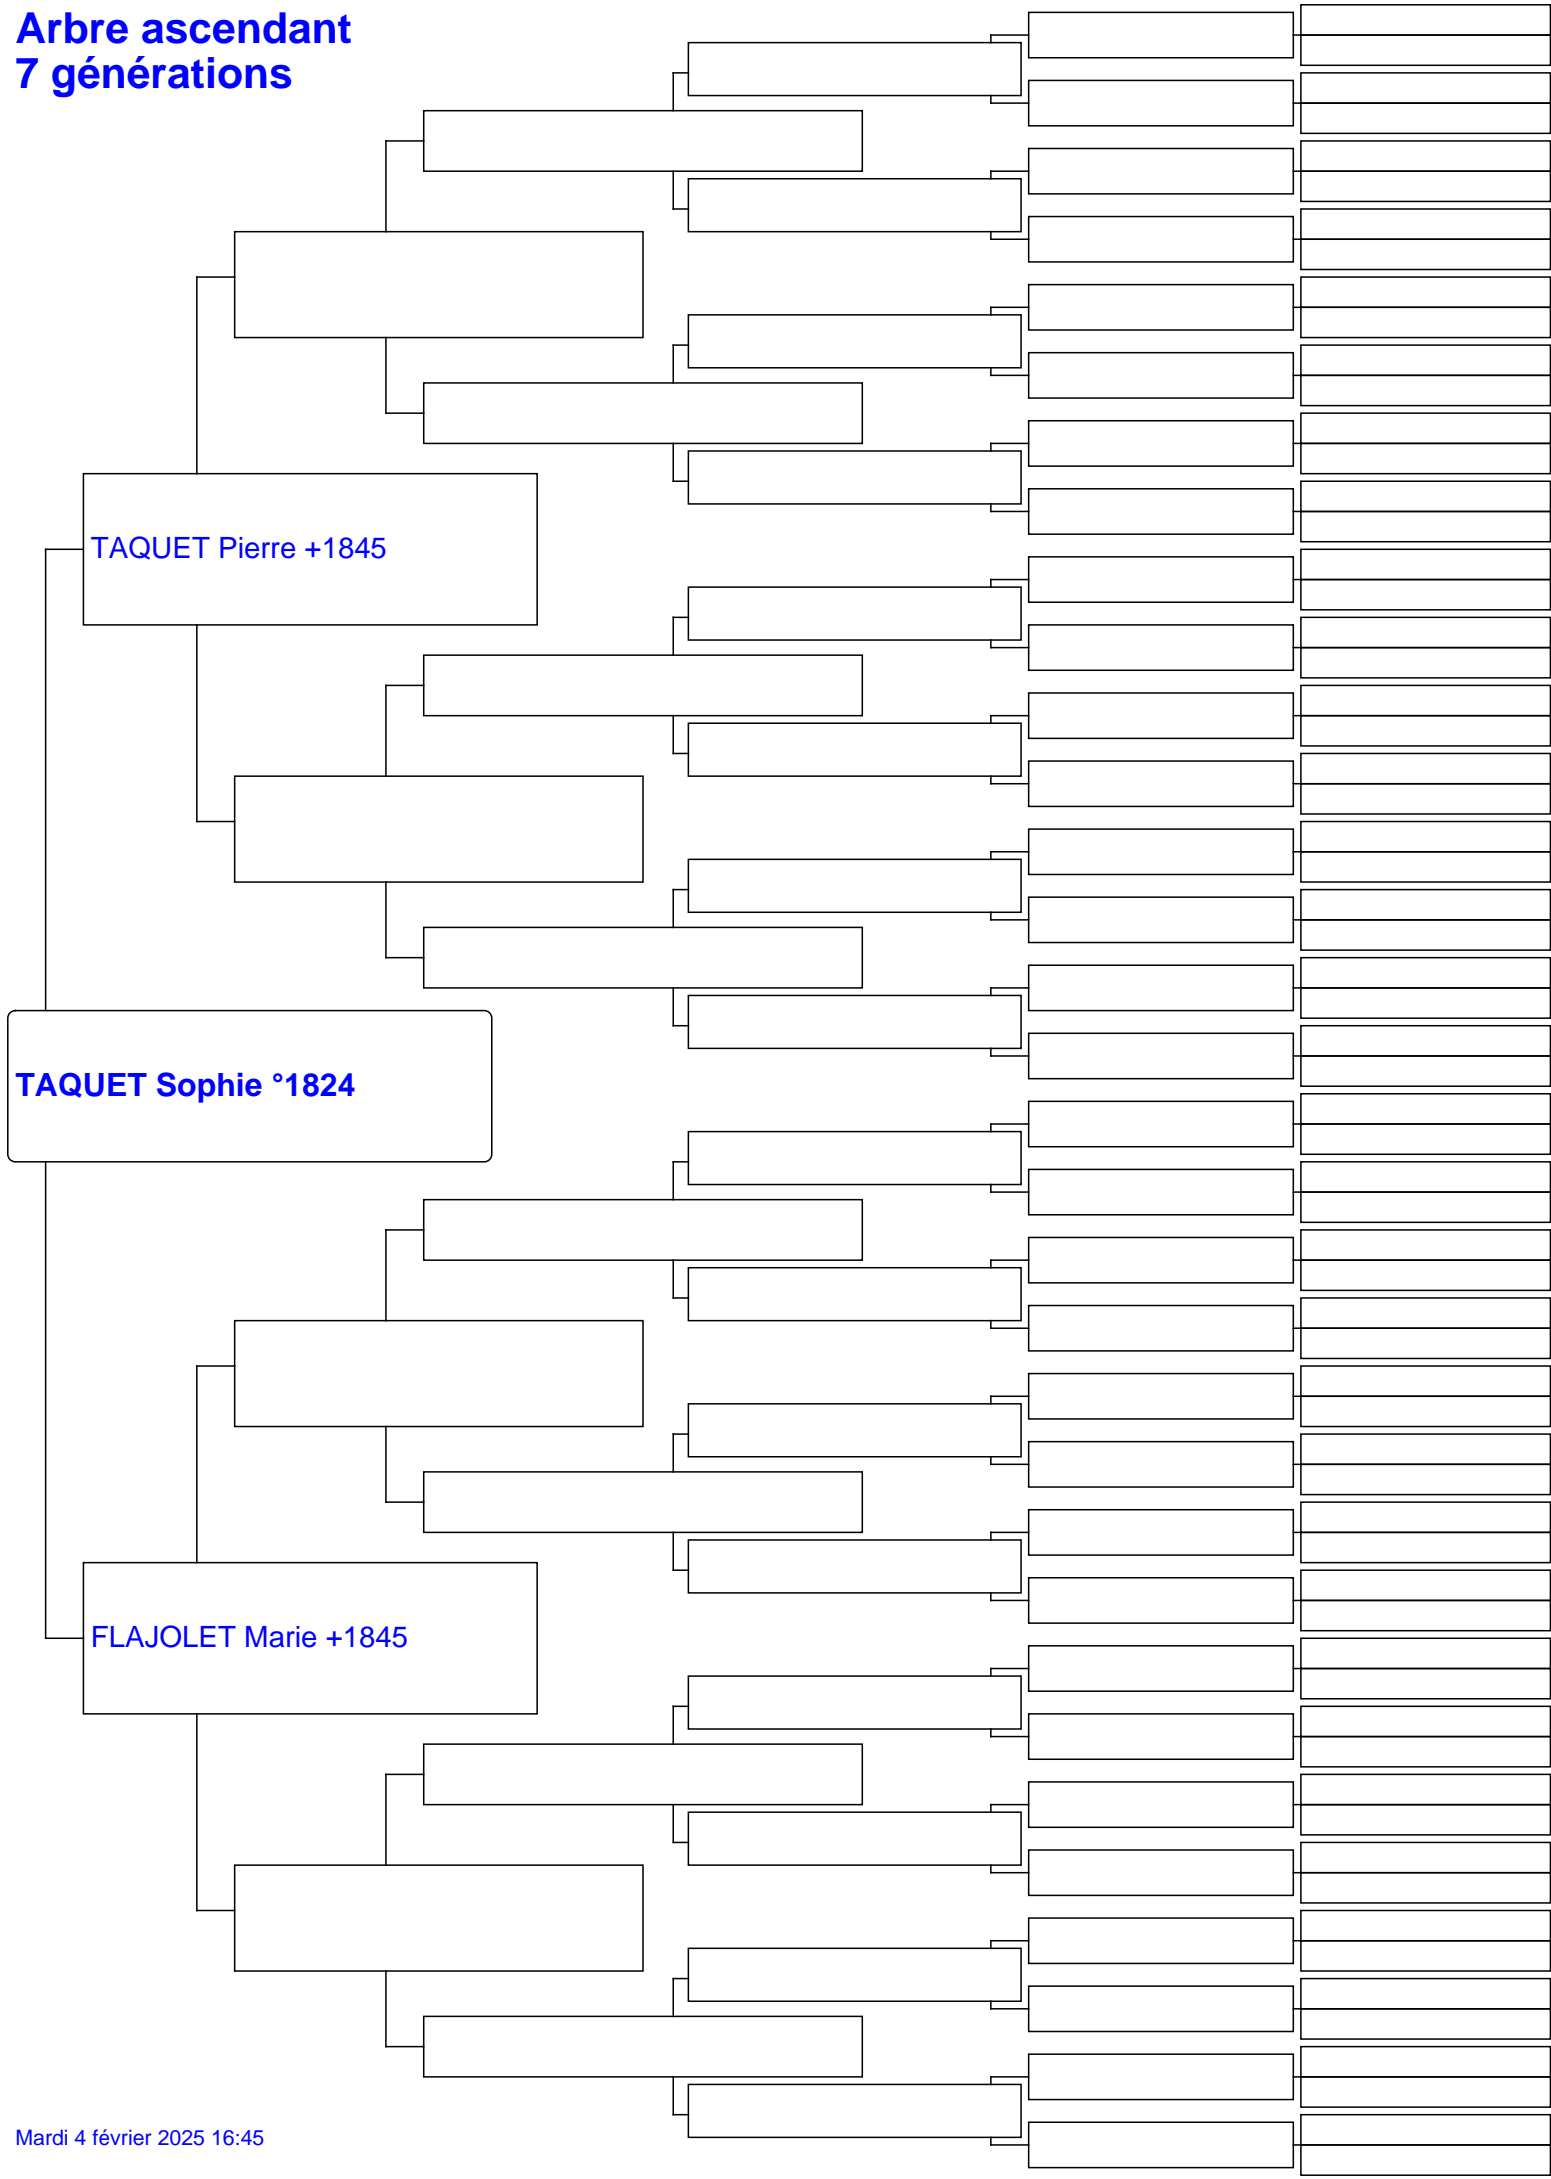 Arbre ascendant
7 générations
TAQUET Pierre +1845
TAQUET Sophie °1824
FLAJOLET Marie +1845
Mardi 4 février 2025 16:45